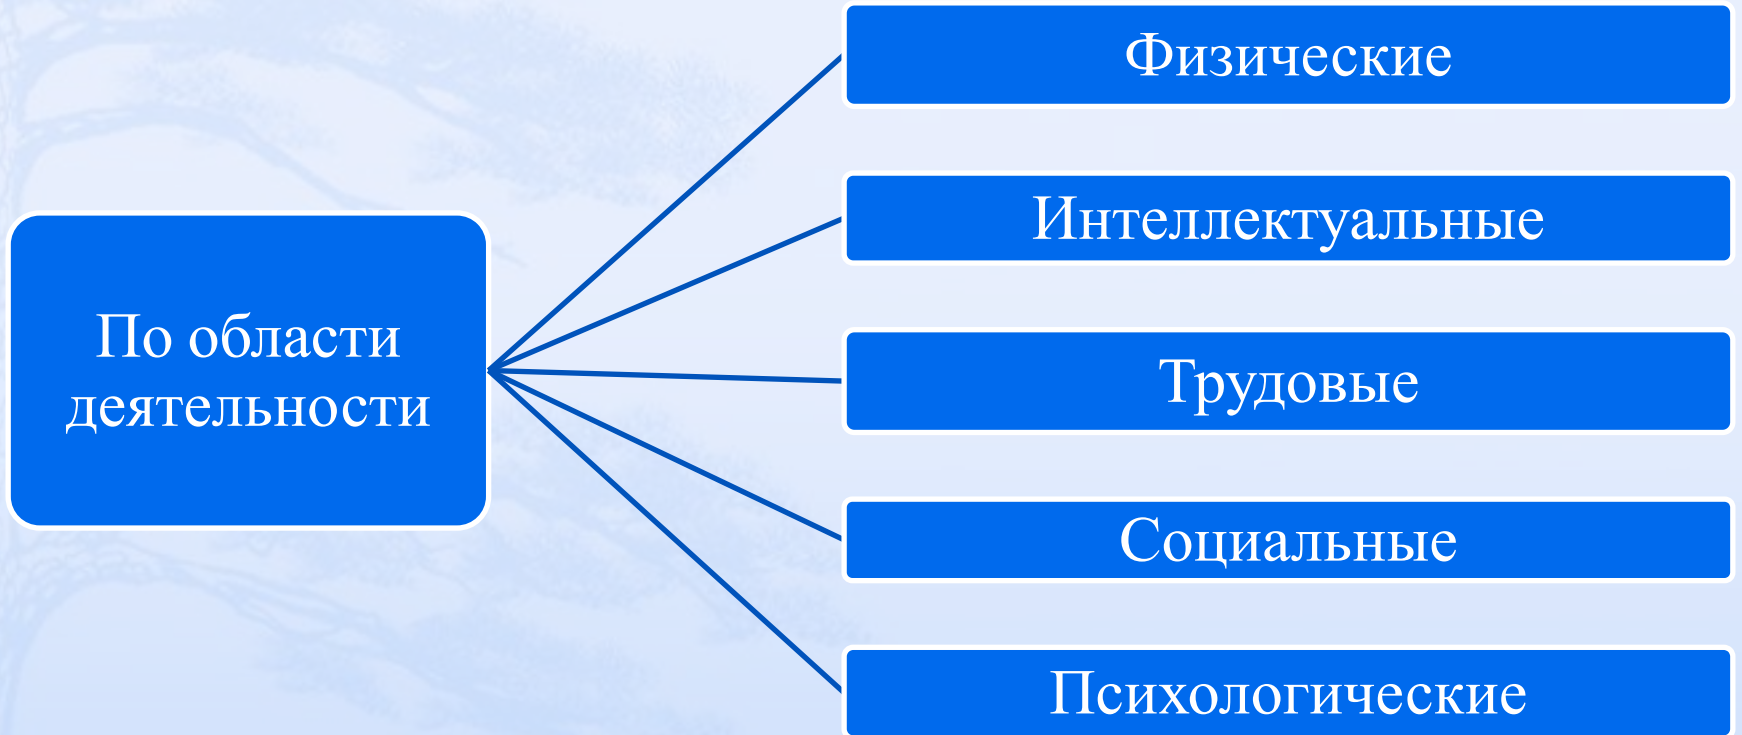 По области
деятельности
Физические
Интеллектуальные
Трудовые
Социальные
Психологические